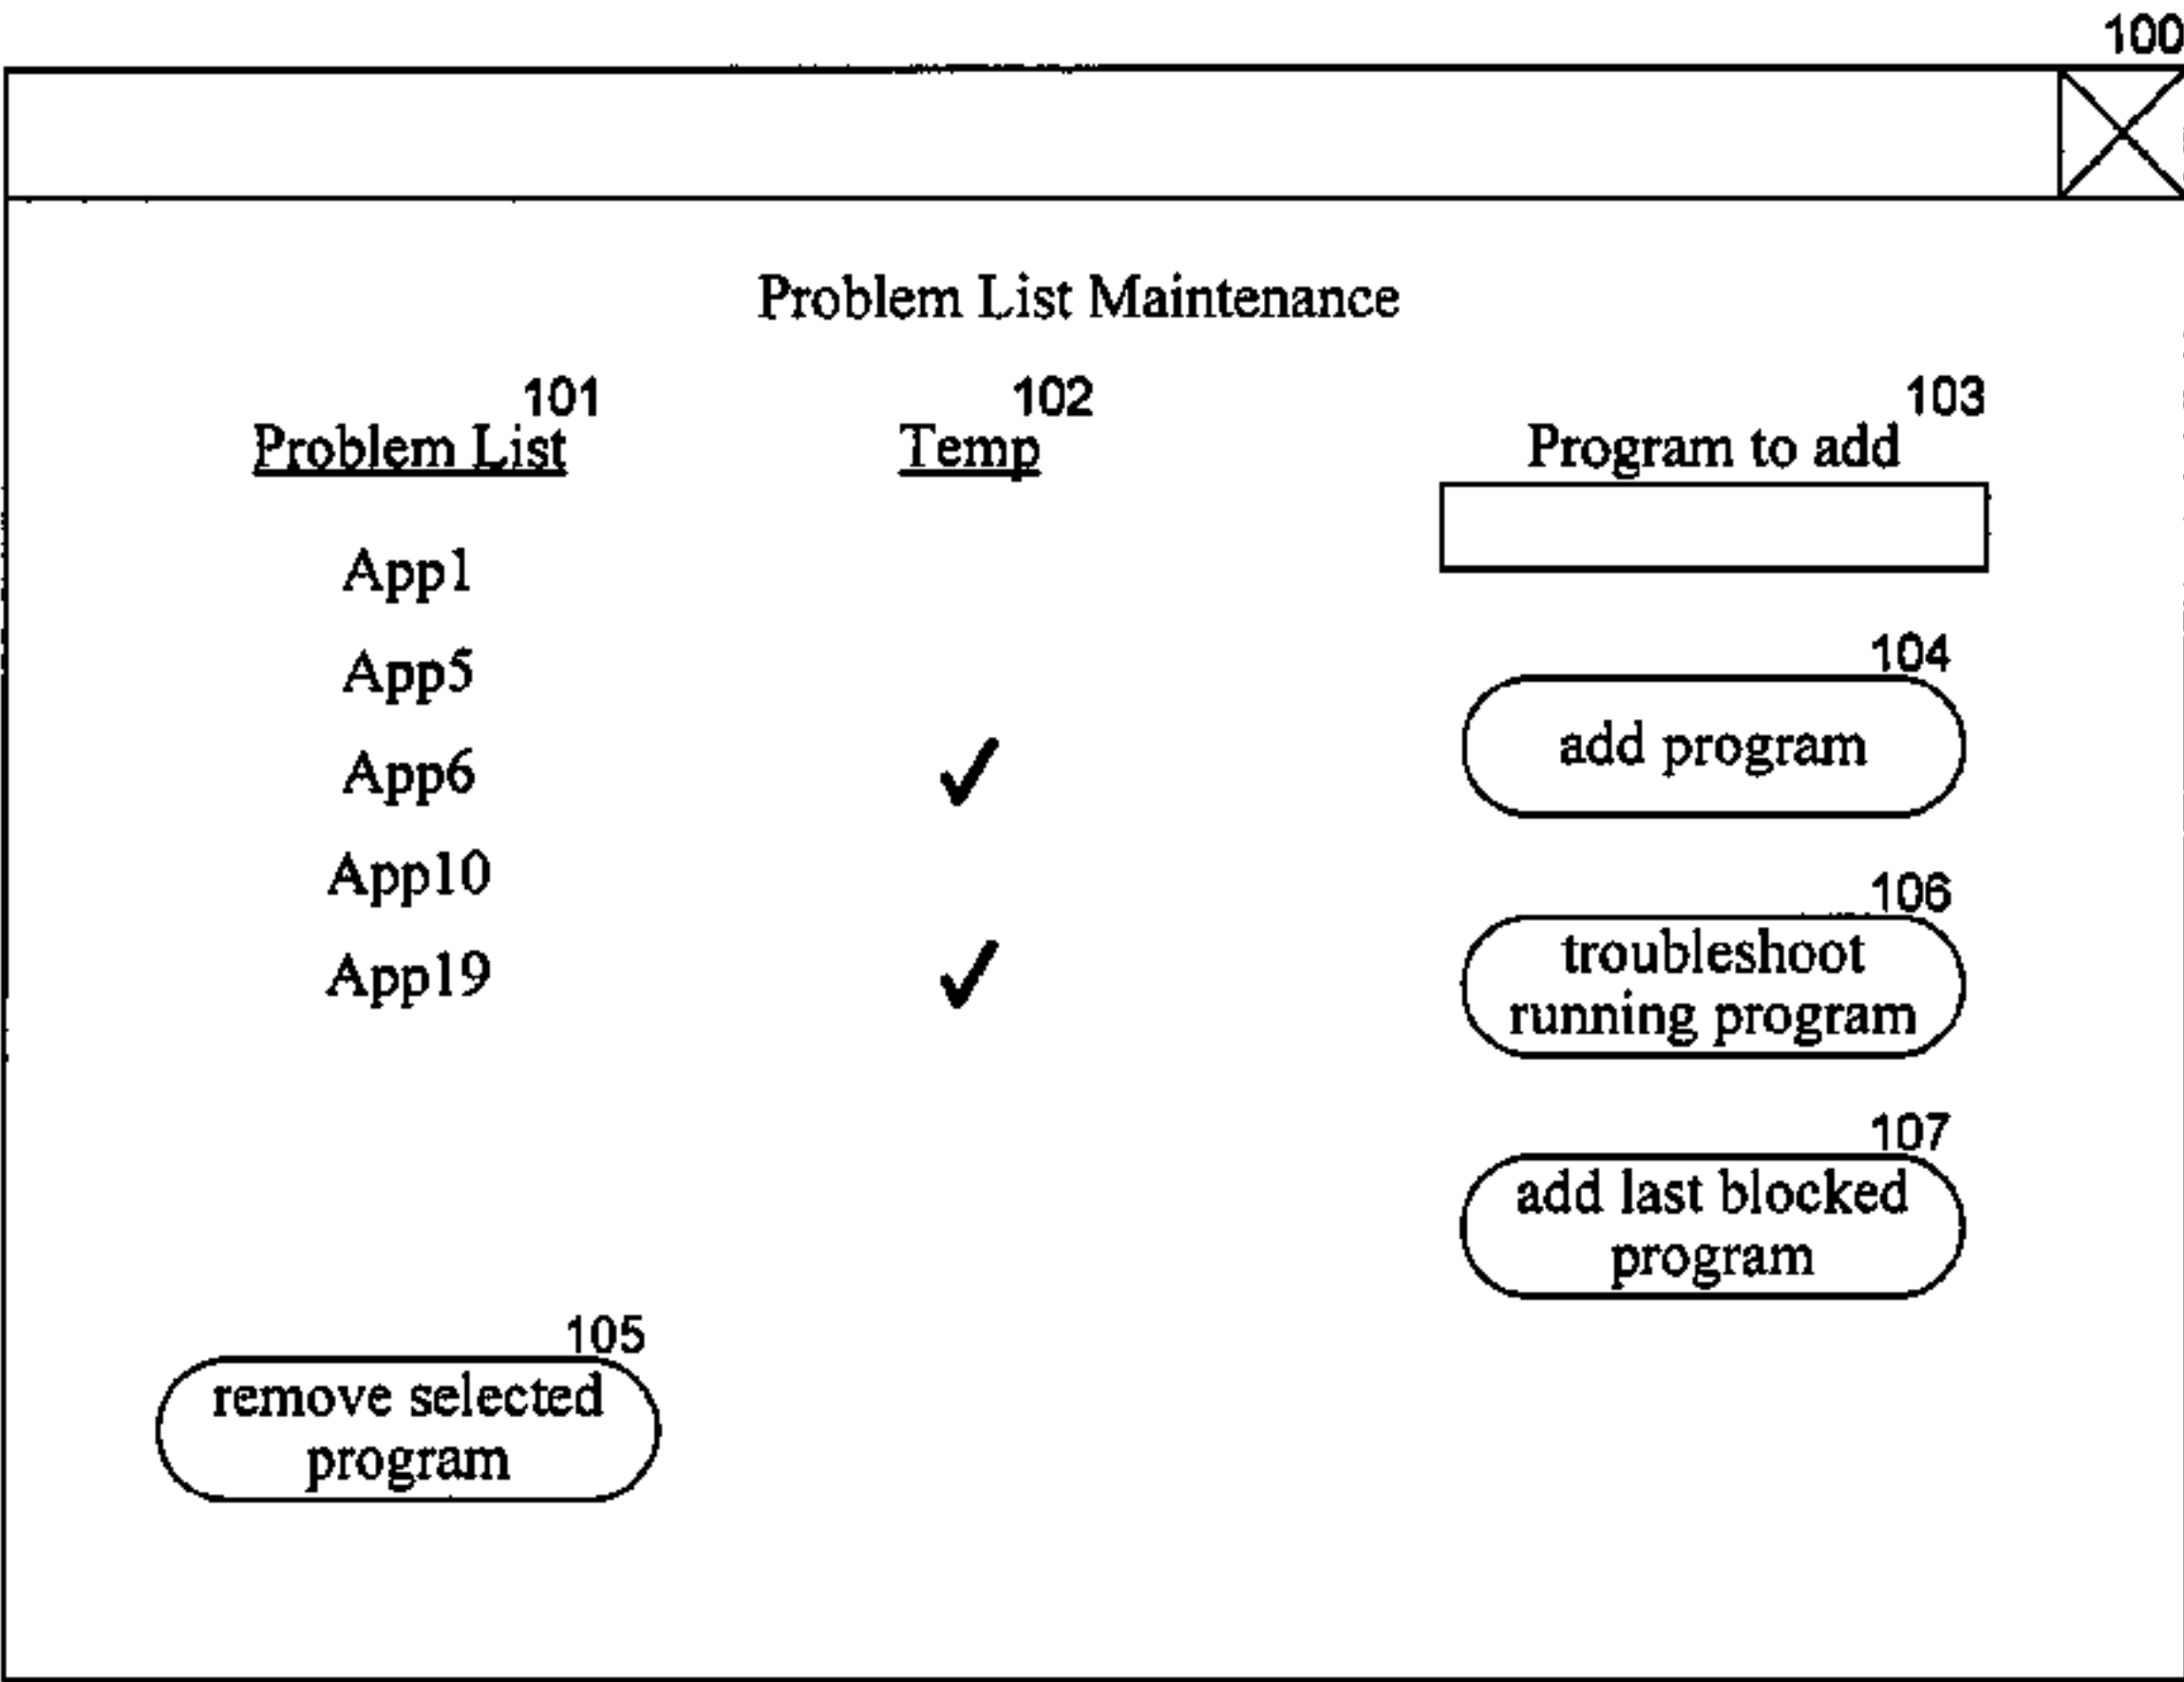 100
Problem List Maintenance
101
Problem List
App1
App5
App6
App10
App19
105
remove selected
program
102
Temp
✓
✓
103
Program to add
104
add program
106
troubleshoot
running program
107
add last blocked
program